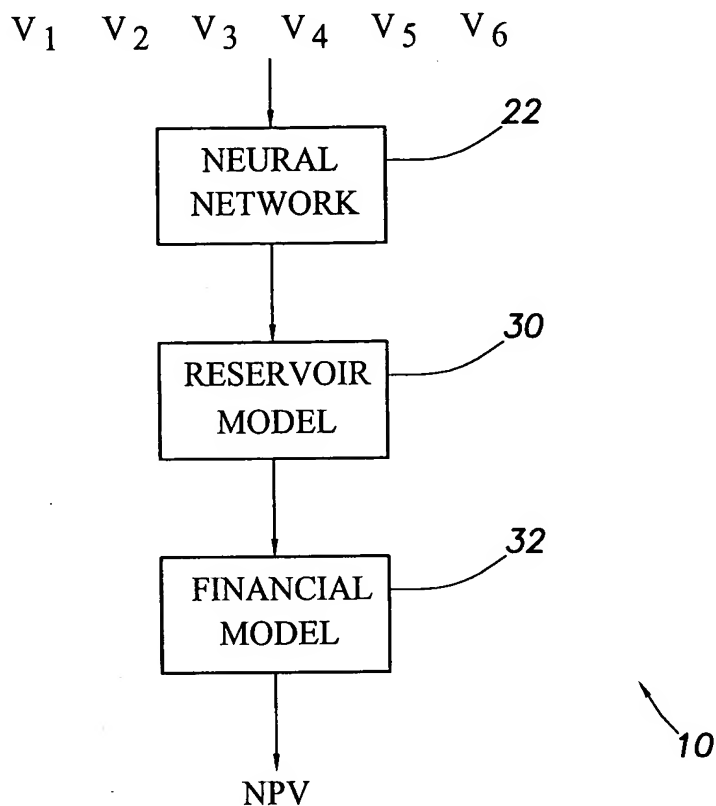 V1 V2 V3 V4 V5 V6
22
NEURAL
NETWORK
30
RESERVOIR
MODEL
32
FINANCIAL
MODEL
10
NPV